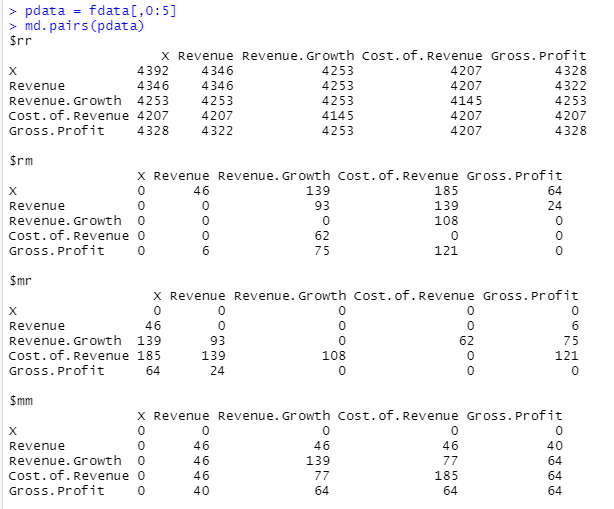 > pdata = fdata[,0:5]
> md.pairs(pdata)
$rr
X Revenue Revenue.Growth Cost.of.Revenue Gross.Profit
X 4392 4346 4253 4207 4328
Revenue 4346 4346 4253 4207 4322
Revenue.Growth 4253 4253 4253 4145 4253
Cost.of.Revenue 4207 4207 4145 4207 4207
Gross.Profit 4328 4322 4253 4207 4328
$rm
X Revenue Revenue.Growth Cost.of.Revenue Gross.Profit
X 0 46 139 185 64
Revenue 0 0 93 139 24
Revenue.Growth 0 0 0 108 0
Cost.of.Revenue 0 0 62 0 0
Gross.Profit 0 6 75 121 0
$mr
X Revenue Revenue.Growth Cost.of.Revenue Gross.Profit
X 0 0 0 0 0
Revenue 46 0 0 0 6
Revenue.Growth 139 93 0 62 75
Cost.of.Revenue 185 139 108 0 121
Gross.Profit 64 24 0 0 0
$mm
X Revenue Revenue.Growth Cost.of.Revenue Gross.Profit
X 0 0 0 0 0
Revenue 0 46 46 46 40
Revenue.Growth 0 46 139 77 64
Cost.of.Revenue 0 46 77 185 64
Gross.Profit 0 40 64 64 64